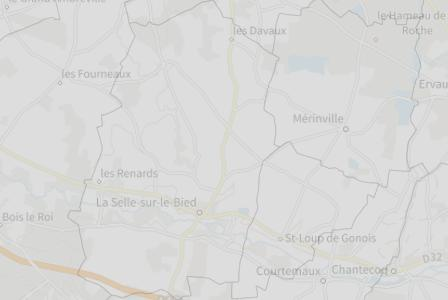 les Davaux
le Hameau de
Roche
les Fourneaux
Mérinville
les Renards
La Selle-sur-le-Bied
Bois le Roi
St-Loup de Gonois
D32
Courtemaux
Chantecoq